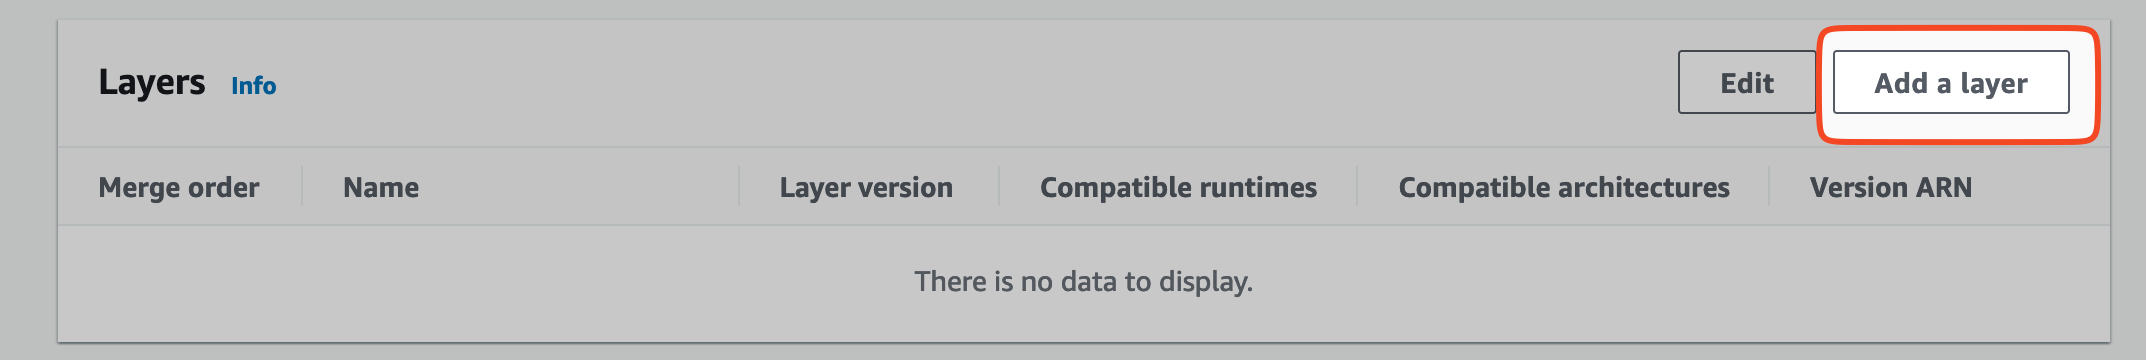 Layers Info Edit Add a layer
Merge order Name Layer version Compatible runtimes Compatible architectures Version ARN
There is no data to display.